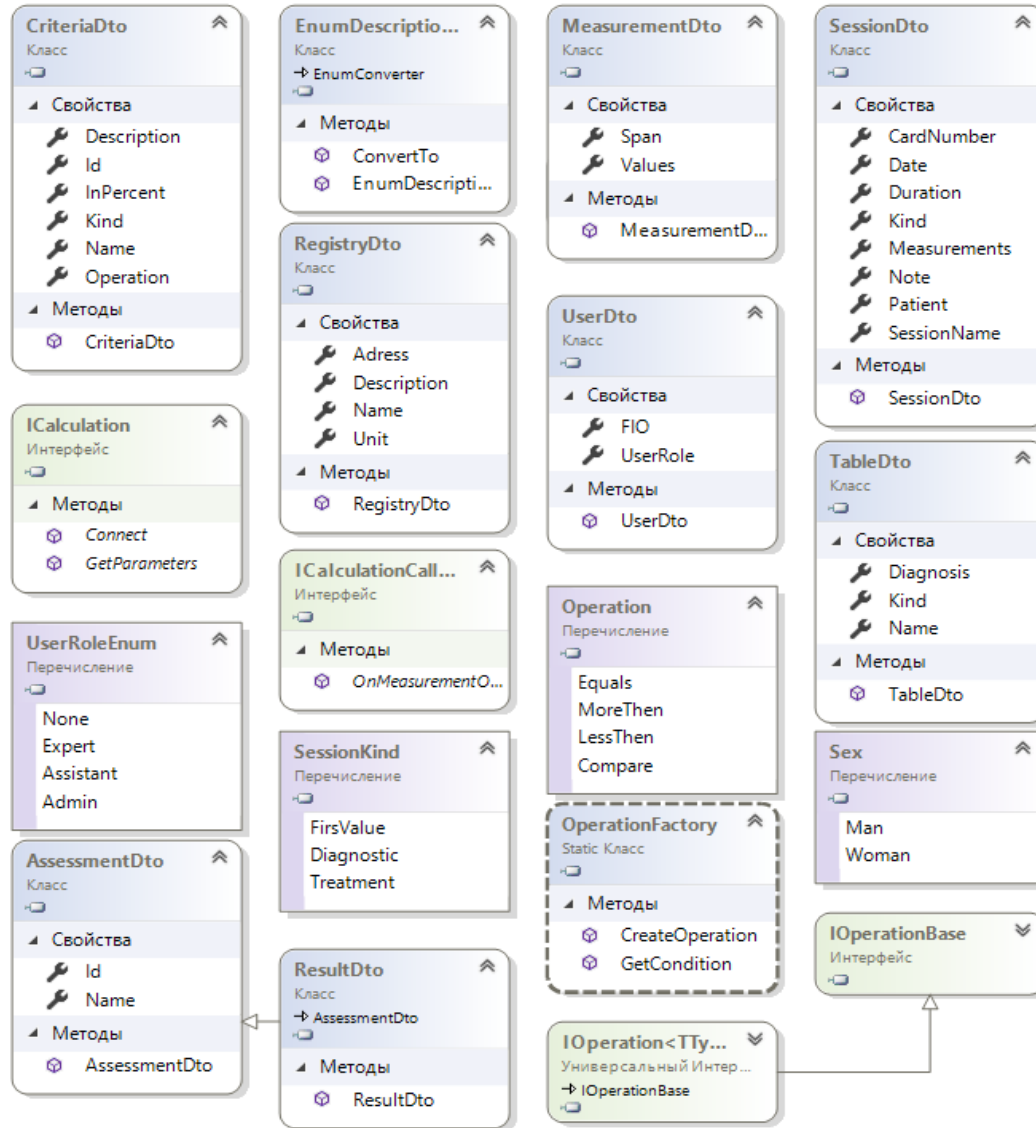 CriteriaDto
Класс
Свойства
Description
Id
InPercent
Kind
Name
Operation
Методы
CriteriaDto
ICalculation
Интерфейс
Методы
Connect
GetParameters
UserRoleEnum
Перечисление
None
Expert
Assistant
Admin
AssessmentDto
Класс
Свойства
Id
Name
Методы
AssessmentDto
EnumDescriptio...
Класс
EnumConverter
Методы
ConvertTo
EnumDescripti...
RegistryDto
Класс
Свойства
Adress
Description
Name
Unit
Методы
RegistryDto
ICalculationCall...
Интерфейс
Методы
OnMeasurementO...
SessionKind
Перечисление
FirsValue
Diagnostic
Treatment
ResultDto
Класс
AssessmentDto
Методы
ResultDto
MeasurementDto
Класс
Свойства
Span
Values
Методы
MeasurementD...
UserDto
Класс
Свойства
FIO
UserRole
Методы
UserDto
Operation
Перечисление
Equals
MoreThen
LessThen
Compare
OperationFactory
Static Класс
Методы
CreateOperation
GetCondition
IOperation<TTy...
Универсальный Интер...
IOperationBase
SessionDto
Класс
Свойства
CardNumber
Date
Duration
Kind
Measurements
Note
Patient
SessionName
Методы
SessionDto
TableDto
Класс
Свойства
Diagnosis
Kind
Name
Методы
TableDto
Sex
Перечисление
Man
Woman
IOperationBase
Интерфейс